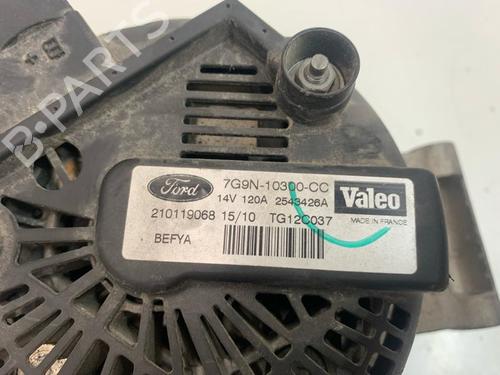 B+
B-PARTS
Ford
7G9N-10300-CC
14V 120A 2543426A
Valeo
210119068 15/10 TG12C037
MADE IN FRANCE
BEFYA